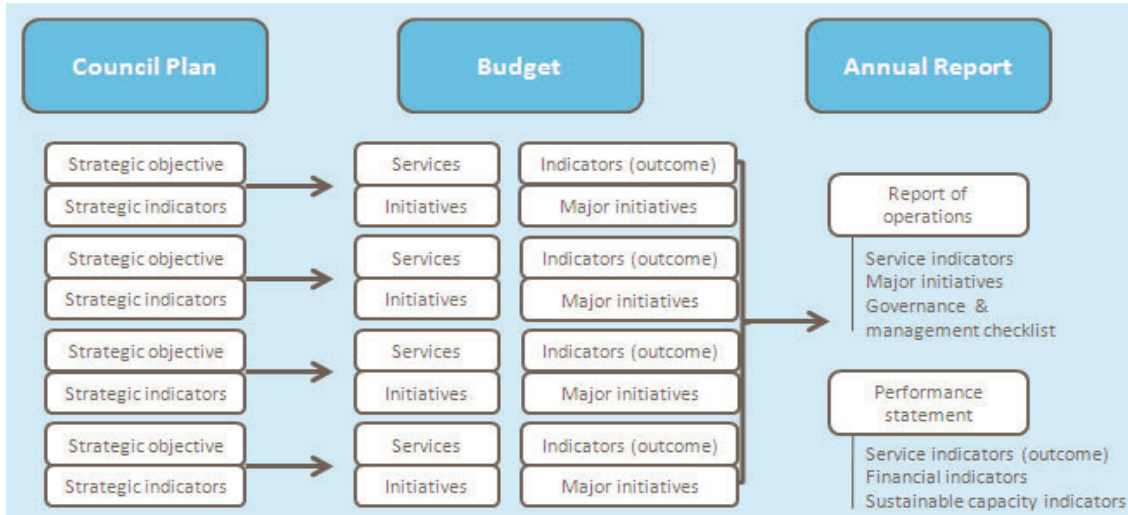 Council Plan
Budget
Annual Report
Strategic objective
Strategic indicators
Services
Initiatives
Indicators (outcome)
Major initiatives
Strategic objective
Strategic indicators
Services
Initiatives
Indicators (outcome)
Major initiatives
Strategic objective
Strategic indicators
Services
Initiatives
Indicators (outcome)
Major initiatives
Strategic objective
Strategic indicators
Services
Initiatives
Indicators (outcome)
Major initiatives
Report of
operations
Service indicators
Major initiatives
Governance &
management checklist
Performance
statement
Service indicators (outcome)
Financial indicators
Sustainable capacity indicators